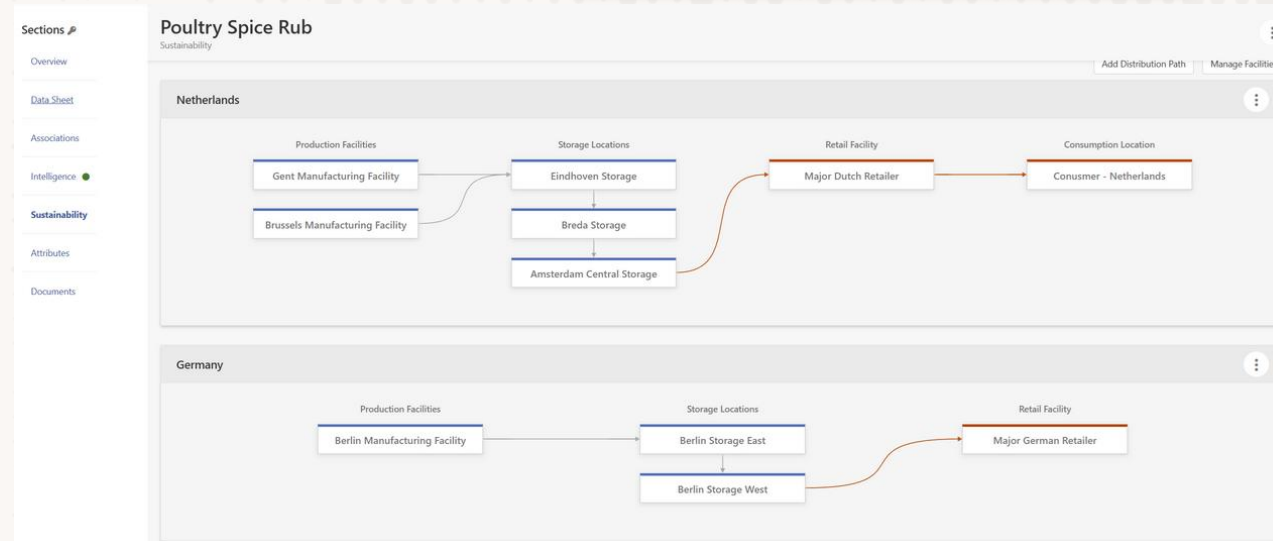 Sections
Overview
Data Sheet
Associations
Intelligence
Sustainability
Attributes
Documents
Poultry Spice Rub
Sustainability
Add Distribution Path
Manage Facilitie
Netherlands
Production Facilities
Storage Locations
Retail Facility
Consumption Location
Gent Manufacturing Facility
Eindhoven Storage
Major Dutch Retailer
Conusmer - Netherlands
Brussels Manufacturing Facility
Breda Storage
Amsterdam Central Storage
Germany
Production Facilities
Storage Locations
Retail Facility
Berlin Manufacturing Facility
Berlin Storage East
Major German Retailer
Berlin Storage West